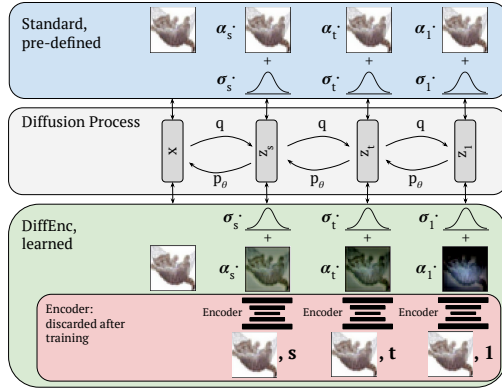 Standard,
pre-defined
αs· αt· α1·
+ + +
σs· σt· σ1·
Diffusion Process
q q q
x zs zt z1
pθ pθ pθ
DiffEnc,
learned
σs· σt· σ1·
+ + +
αs· αt· α1·
Encoder:
discarded after
training
Encoder Encoder Encoder
, s , t , 1